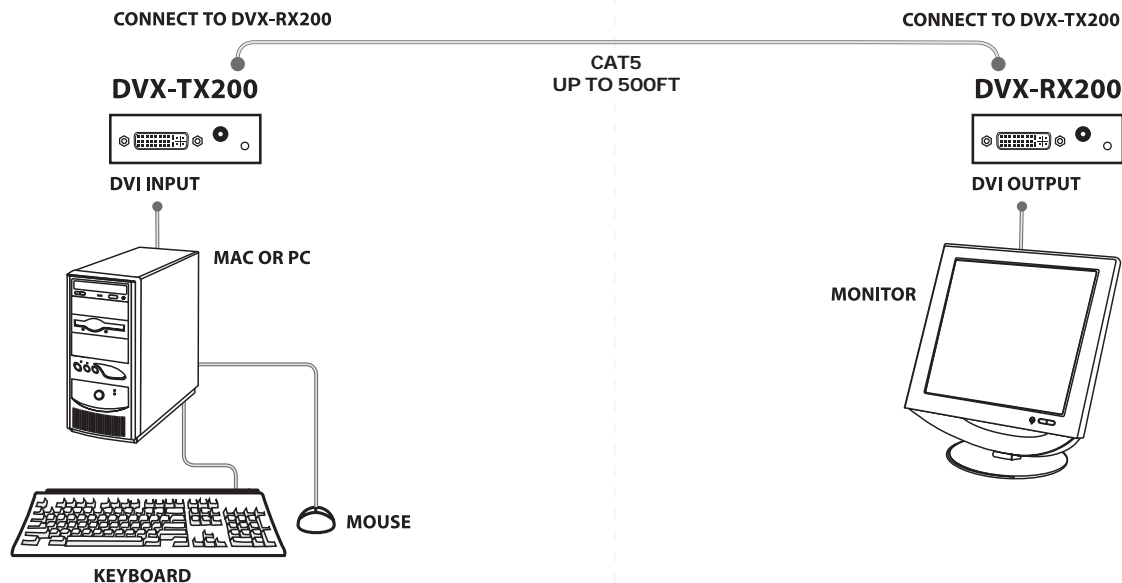 CONNECT TO DVX-RX200
CONNECT TO DVX-TX200
CAT5
UP TO 500FT
DVX-TX200
DVX-RX200
DVI INPUT
DVI OUTPUT
MAC OR PC
MONITOR
MOUSE
KEYBOARD